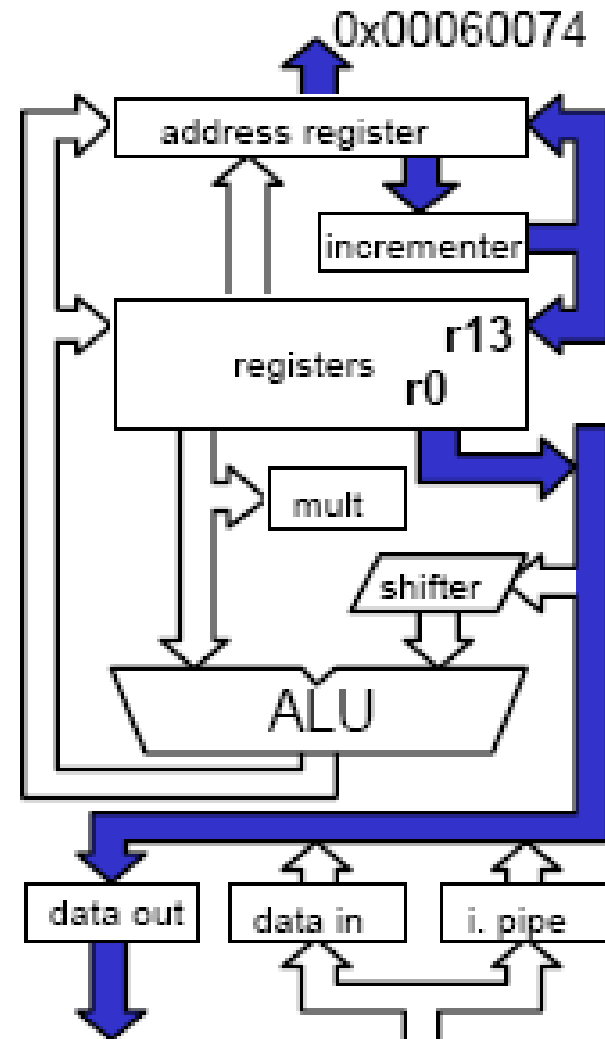 0x00060074
address register
incrementer
r13
registers
r0
mult
shifter
ALU
data out
data in
i. pipe